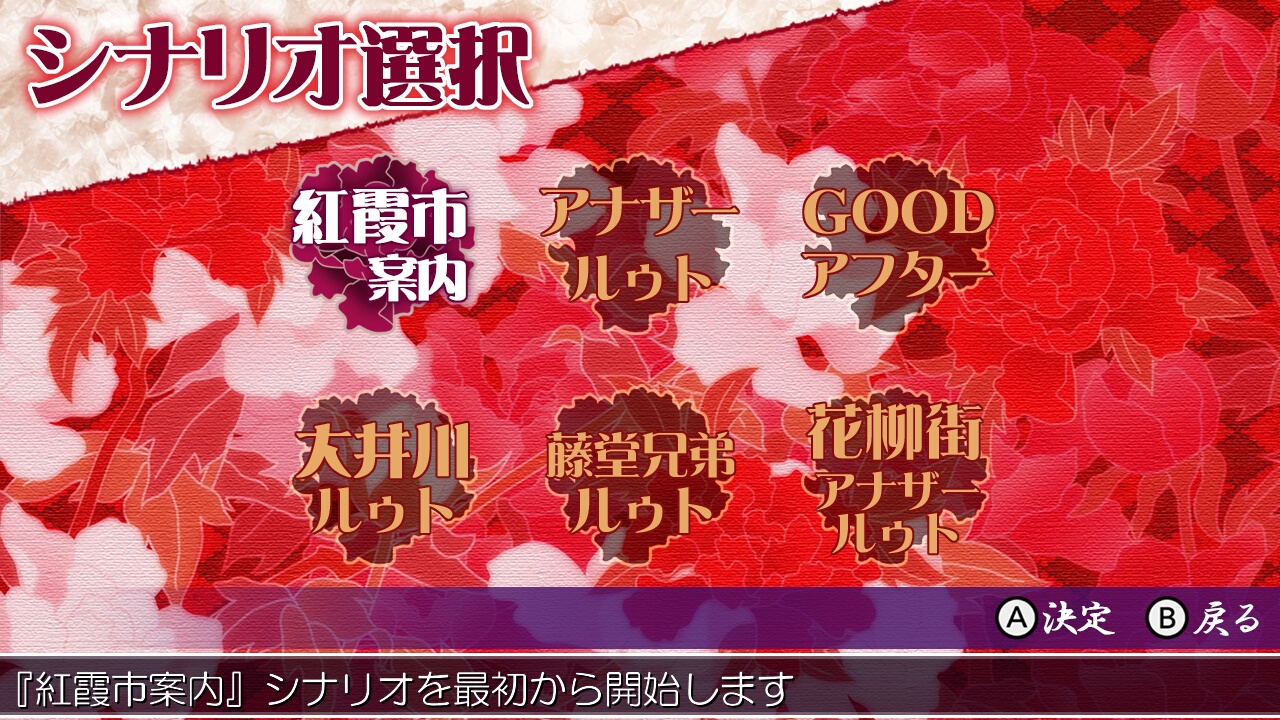 シナリオ選択
紅霞市
案内
アナザー
ルゥト
GOOD
アフター
大井川
ルゥト
藤堂兄弟
ルゥト
花柳街
アナザー
ルゥト
A 決定 B 戻る
『紅霞市案内』シナリオを最初から開始します